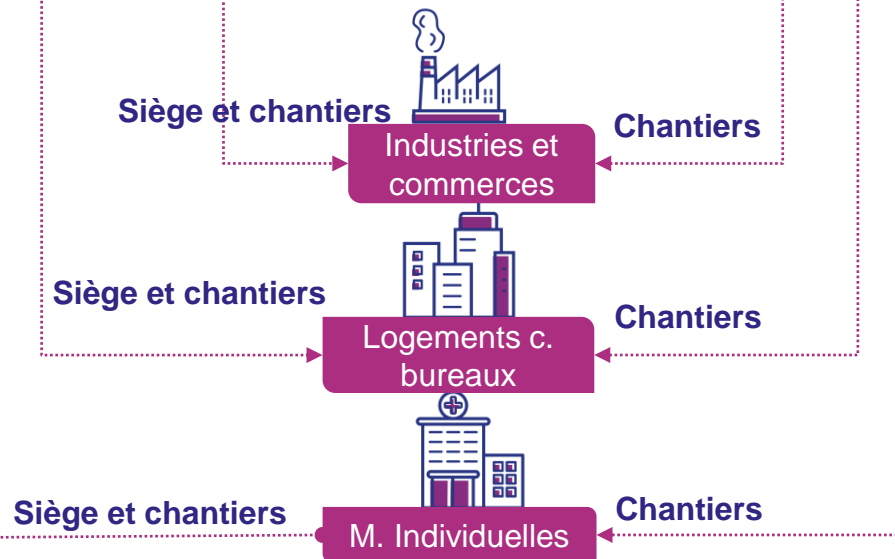 Siège et chantiers
Chantiers
Industries et
commerces
Siège et chantiers
Chantiers
Logements c.
bureaux
Siège et chantiers
Chantiers
M. Individuelles